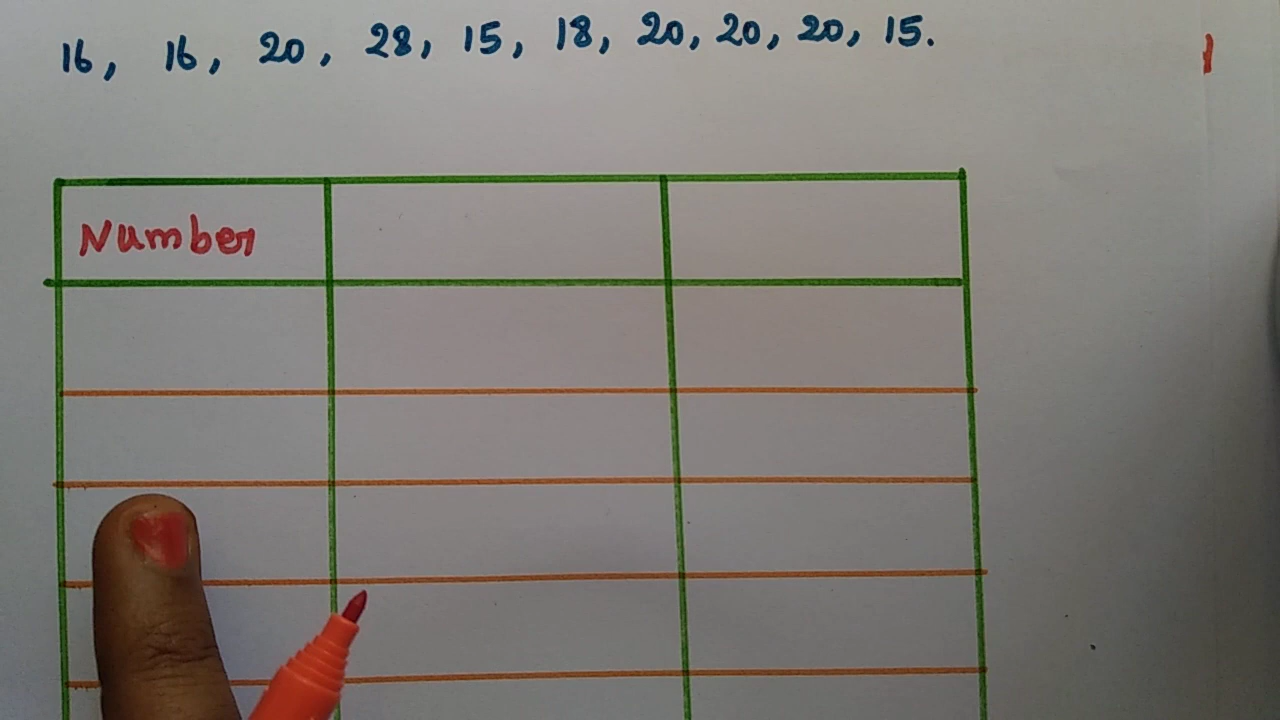 16, 16, 20, 28, 15, 18, 20, 20, 20, 15.
Number